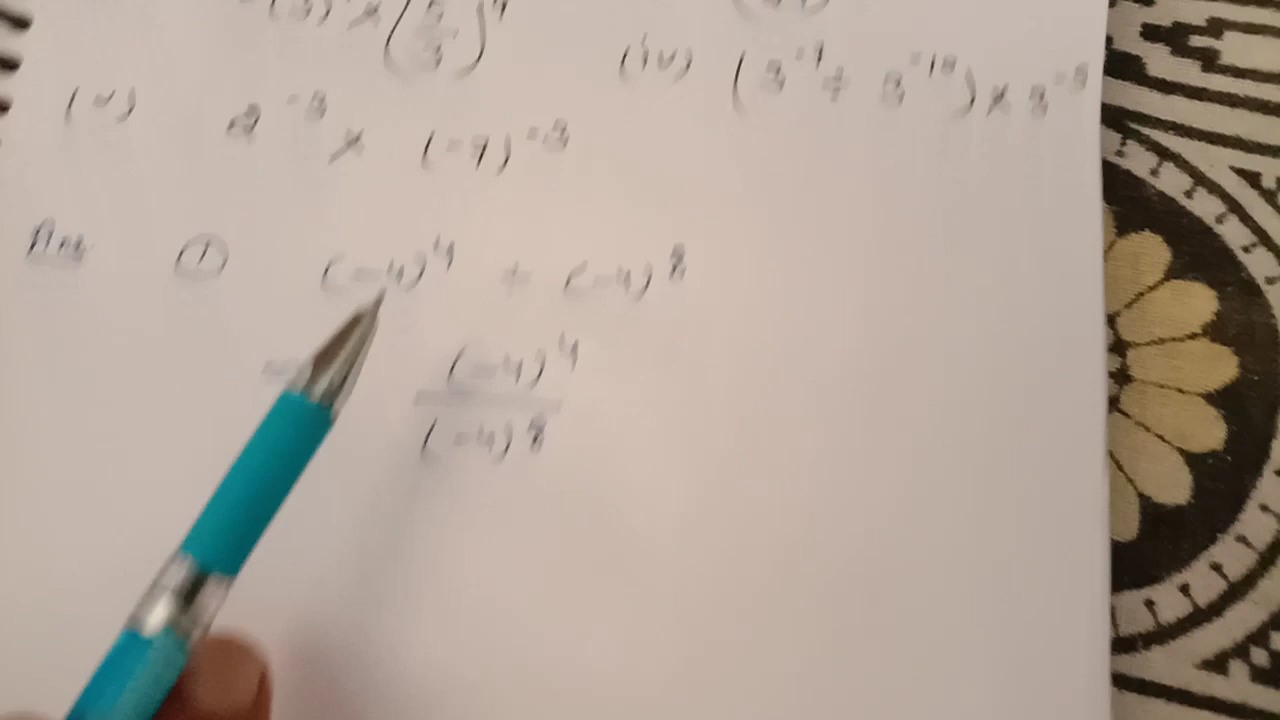 (iv) (3⁻⁷ ÷ 3⁻¹⁰) × 3⁻⁵
(v) 2⁻³ × (-7)⁻³
Ans ① (-4)⁴ ÷ (-4)⁸
= (-4)⁴
(-4)⁸